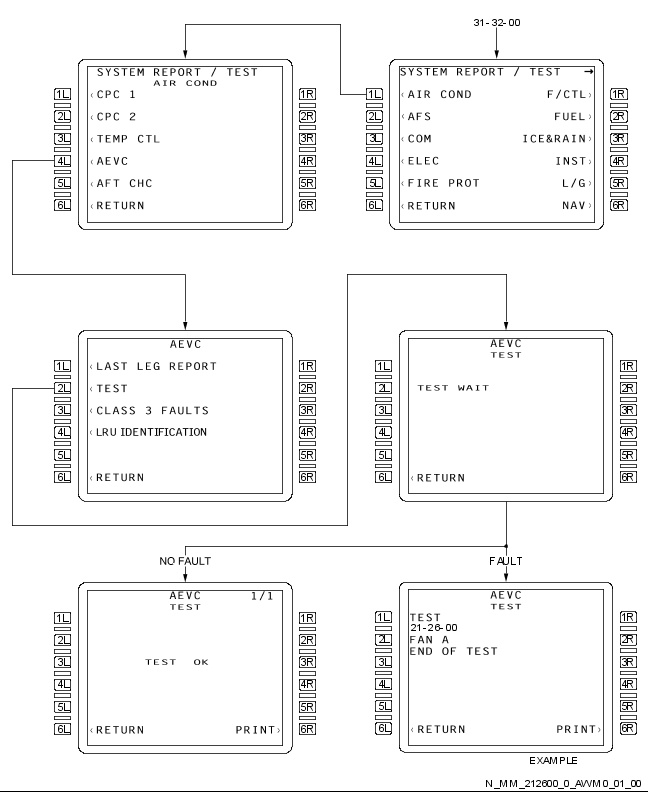 31-32-00
SYSTEM REPORT / TEST
AIR COND
1L ‹CPC 1 1R
2L ‹CPC 2 2R
3L ‹TEMP CTL 3R
4L ‹AEVC 4R
5L ‹AFT CHC 5R
6L ‹RETURN 6R
SYSTEM REPORT / TEST →
1L ‹AIR COND F/CTL› 1R
2L ‹AFS FUEL› 2R
3L ‹COM ICE&RAIN› 3R
4L ‹ELEC INST› 4R
5L ‹FIRE PROT L/G› 5R
6L ‹RETURN NAV› 6R
AEVC
1L ‹LAST LEG REPORT 1R
2L ‹TEST 2R
3L ‹CLASS 3 FAULTS 3R
4L ‹LRU IDENTIFICATION 4R
5L 5R
6L ‹RETURN 6R
AEVC
TEST
1L 1R
2L TEST WAIT 2R
3L 3R
4L 4R
5L 5R
6L ‹RETURN 6R
NO FAULT
FAULT
AEVC 1/1
TEST
1L 1R
2L 2R
3L TEST OK 3R
4L 4R
5L 5R
6L ‹RETURN PRINT› 6R
AEVC
TEST
1L TEST 1R
21-26-00
2L FAN A 2R
END OF TEST
3L 3R
4L 4R
5L 5R
6L ‹RETURN PRINT› 6R
EXAMPLE
N_MM_212600_0_AVWM0_01_00